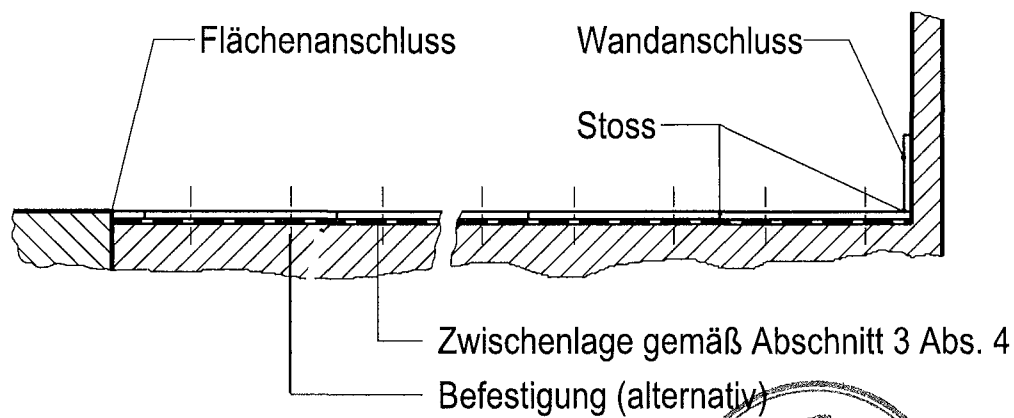 Flächenanschluss
Wandanschluss
Stoss
Zwischenlage gemäß Abschnitt 3 Abs. 4
Befestigung (alternativ)